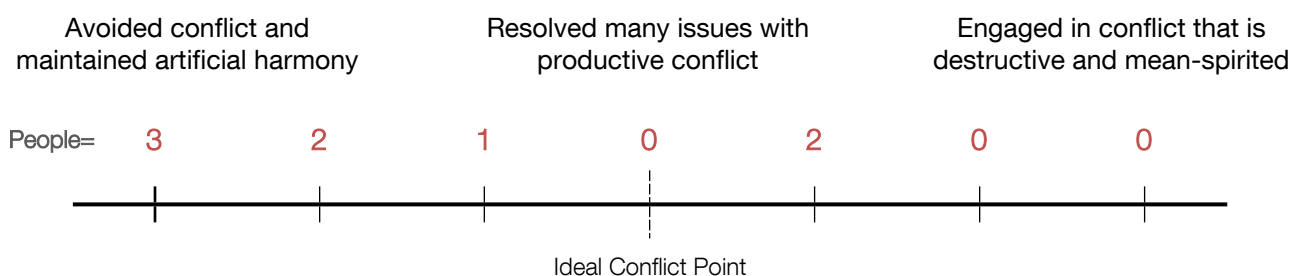 Avoided conflict and
maintained artificial harmony
Resolved many issues with
productive conflict
Engaged in conflict that is
destructive and mean-spirited
People= 3 2 1 0 2 0 0
Ideal Conflict Point